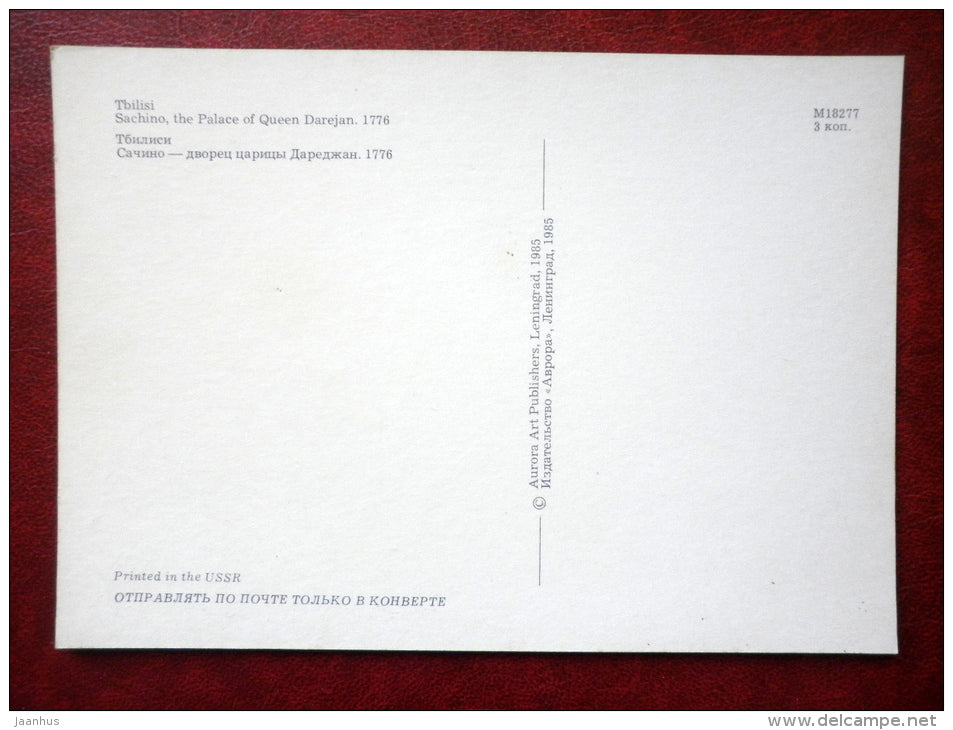 Tbilisi
Sachino, the Palace of Queen Darejan. 1776
Тбилиси
Сачино — дворец царицы Дареджан. 1776
М18277
3 коп.
© Aurora Art Publishers, Leningrad, 1985
Издательство «Аврора», Ленинград, 1985
Printed in the USSR
ОТПРАВЛЯТЬ ПО ПОЧТЕ ТОЛЬКО В КОНВЕРТЕ
Jaanhus
www.delcampe.net